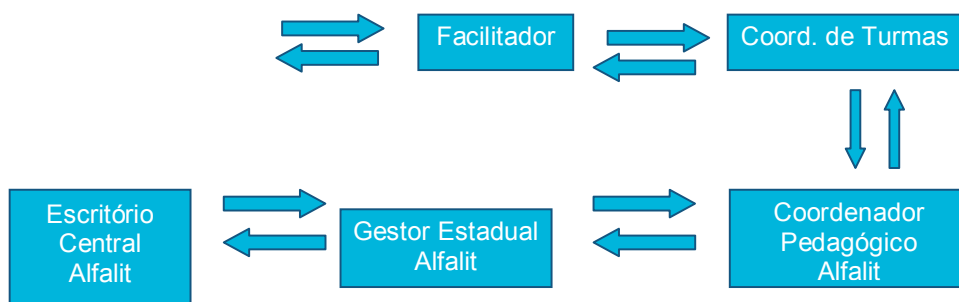 Facilitador
Coord. de Turmas
Escritório
Central
Alfalit
Gestor Estadual
Alfalit
Coordenador
Pedagógico
Alfalit